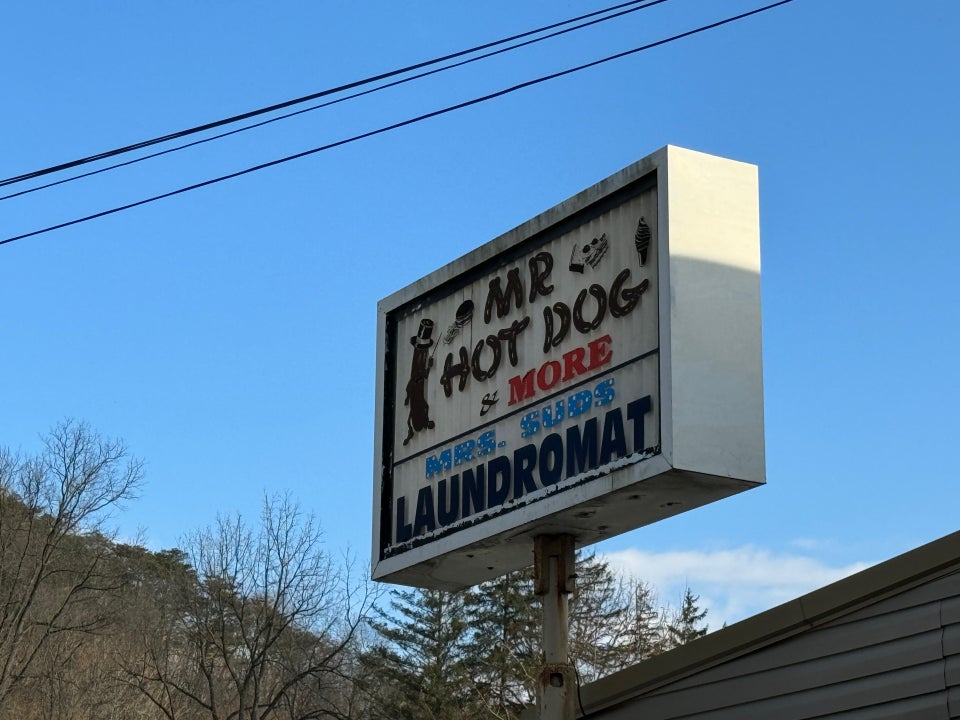 MR
HOT DOG
& MORE
MRS. SUDS
LAUNDROMAT